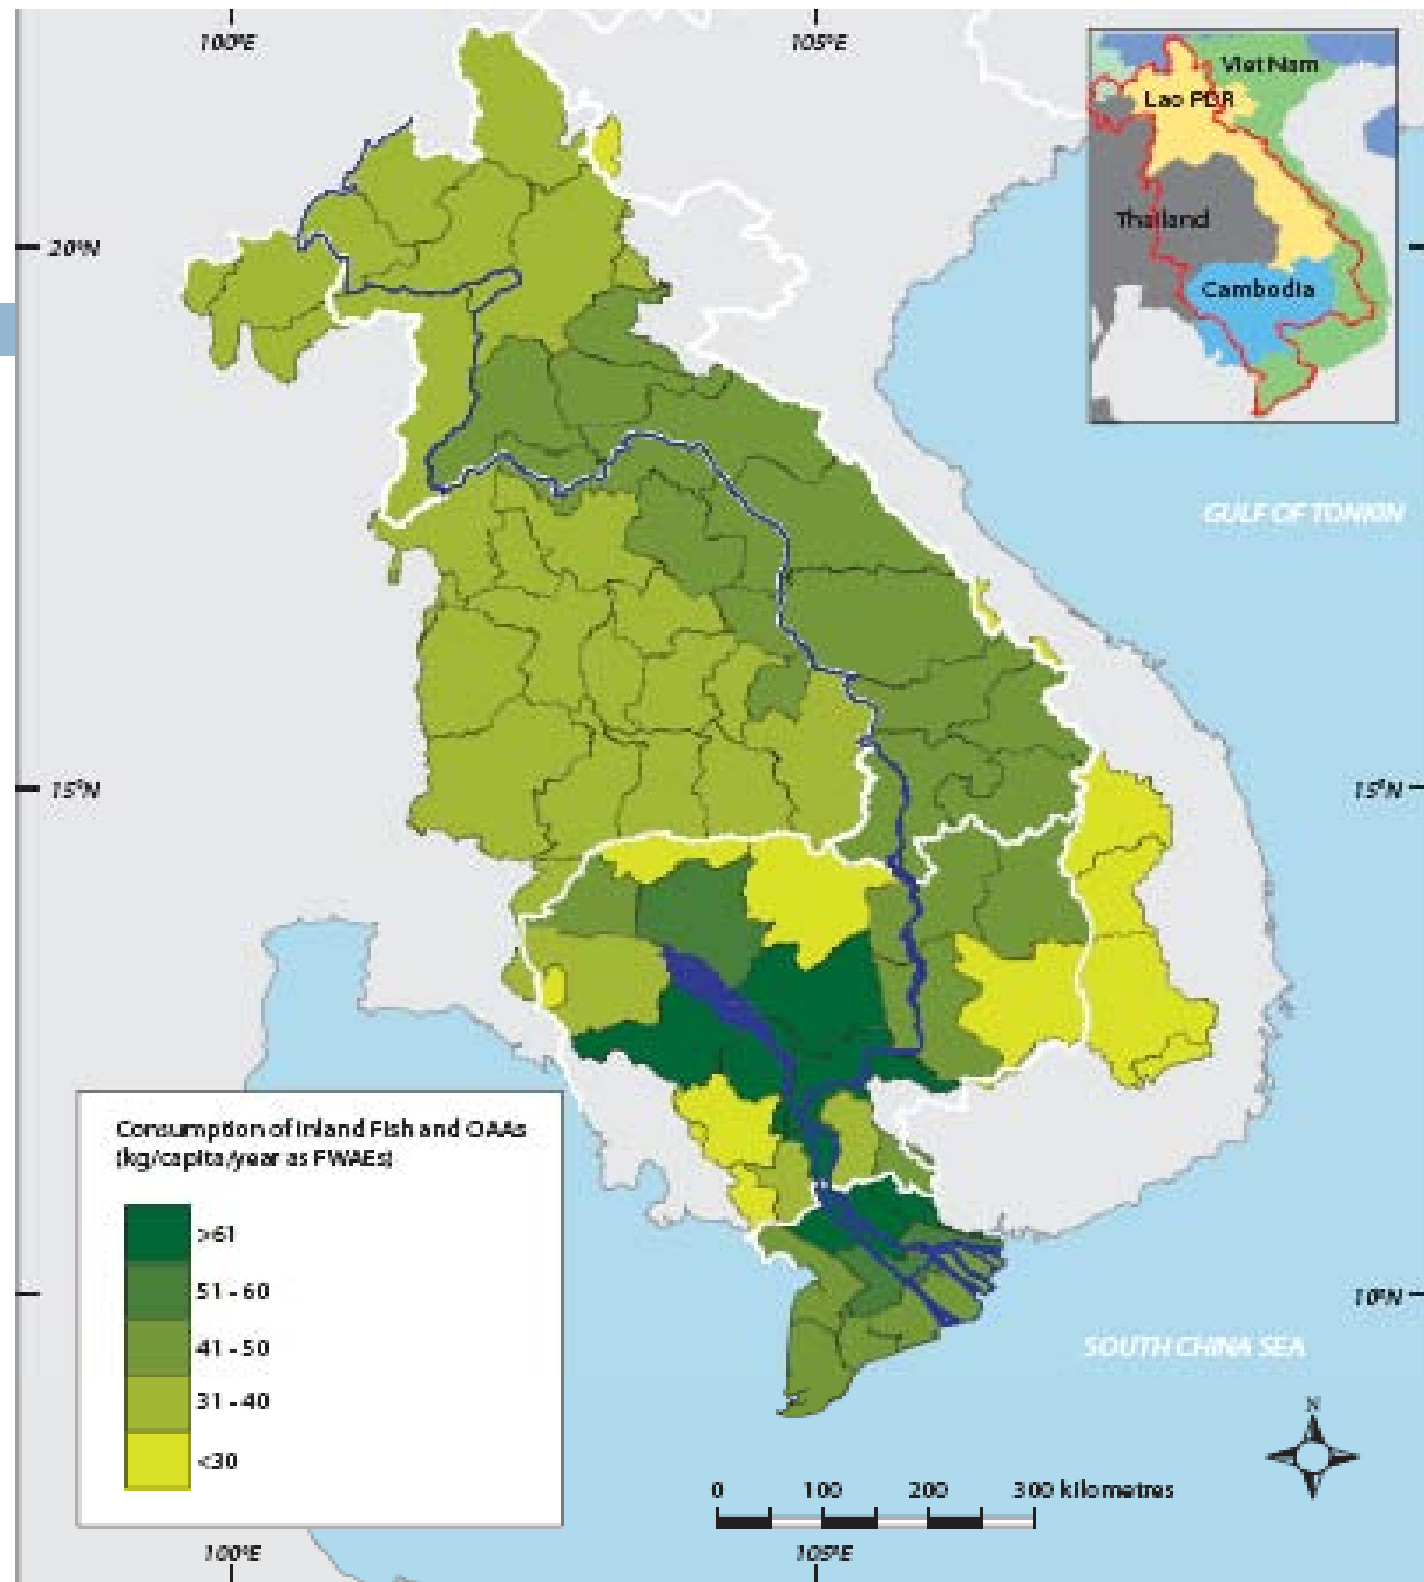 100°E
105°E
Viet Nam
Lao PDR
Thailand
Cambodia
20°N
GULF OF TONKIN
15°N
15°N
Consumption of Inland Fish and OAAs
(kg/capita/year as FWAEs)
>61
51 - 60
41 - 50
31 - 40
<30
10°N
SOUTH CHINA SEA
N
0 100 200 300 kilometres
100°E
105°E